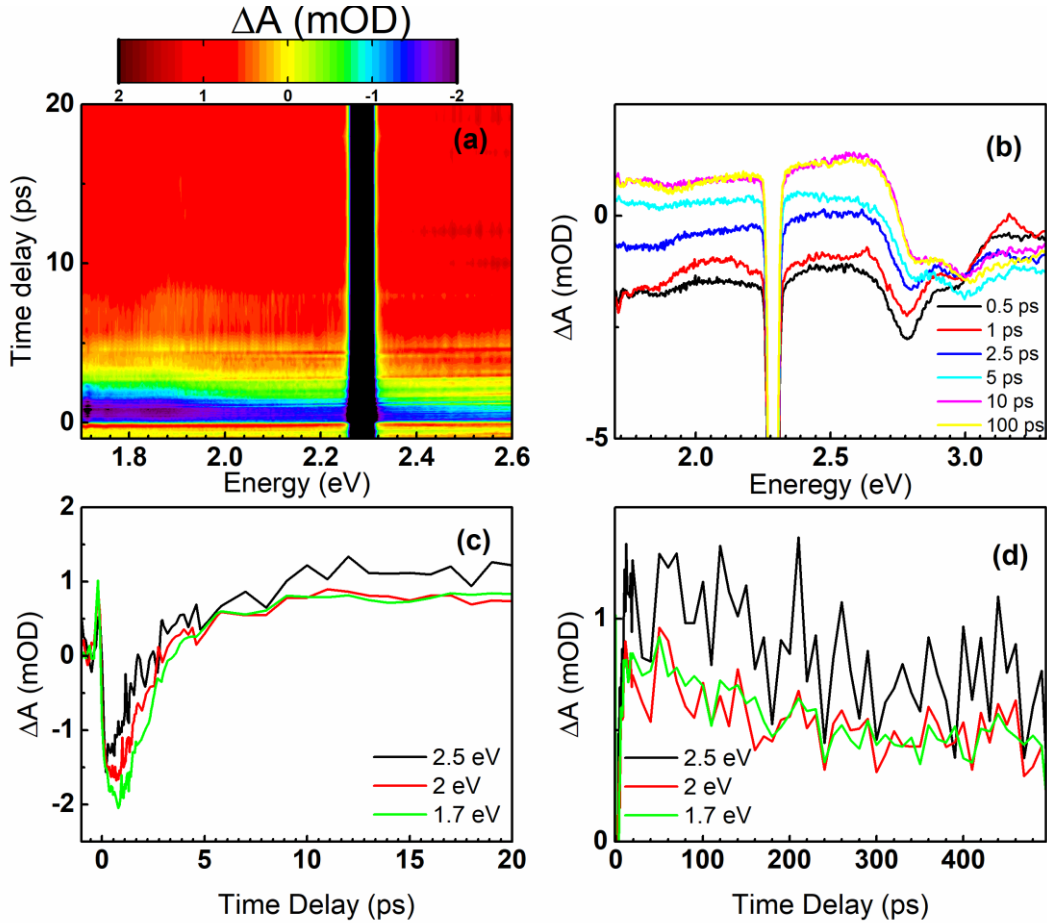 ΔA (mOD)
2 1 0 -1 -2
20
(a)
10
0
Time delay (ps)
1.8 2.0 2.2 2.4 2.6
Energy (eV)
(b)
0
-5
ΔA (mOD)
0.5 ps
1 ps
2.5 ps
5 ps
10 ps
100 ps
2.0 2.5 3.0
Eneregy (eV)
(c)
2
1
0
-1
-2
ΔA (mOD)
2.5 eV
2 eV
1.7 eV
0 5 10 15 20
Time Delay (ps)
(d)
1
0
ΔA (mOD)
2.5 eV
2 eV
1.7 eV
0 100 200 300 400
Time Delay (ps)